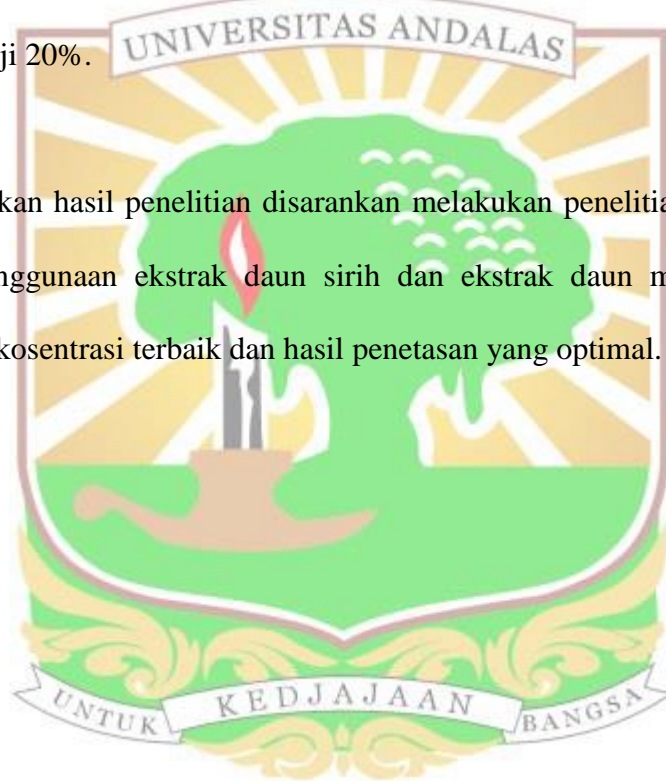 ji 20%.
UNIVERSITAS ANDALAS
kan hasil penelitian disarankan melakukan penelitia
nggunaan ekstrak daun sirih dan ekstrak daun m
kosentrasi terbaik dan hasil penetasan yang optimal.
UNTUK KEDJAJAAN BANGSA